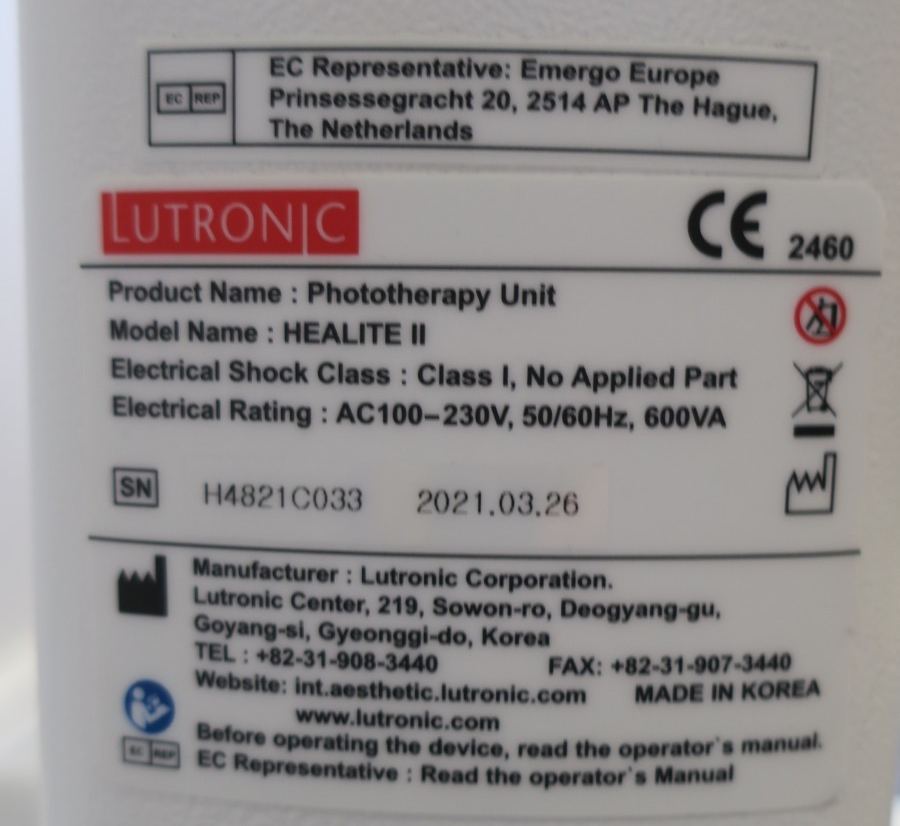 EC REP
EC Representative: Emergo Europe
Prinsessegracht 20, 2514 AP The Hague,
The Netherlands
LUTRONIC
CE 2460
Product Name : Phototherapy Unit
Model Name : HEALITE II
Electrical Shock Class : Class I, No Applied Part
Electrical Rating : AC100-230V, 50/60Hz, 600VA
SN H4821C033 2021.03.26
Manufacturer : Lutronic Corporation.
Lutronic Center, 219, Sowon-ro, Deogyang-gu,
Goyang-si, Gyeonggi-do, Korea
TEL : +82-31-908-3440 FAX: +82-31-907-3440
Website: int.aesthetic.lutronic.com MADE IN KOREA
www.lutronic.com
Before operating the device, read the operator`s manual.
EC REP EC Representative : Read the operator`s Manual